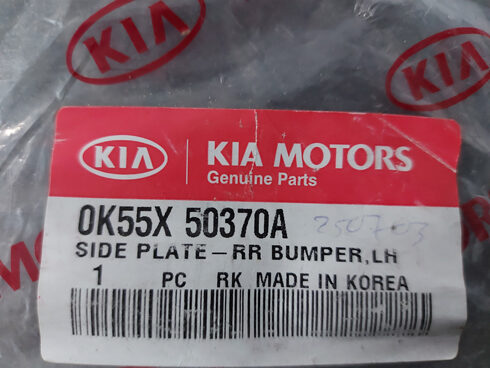 KIA
KIA
KIA
KIA MOTORS
Genuine Parts
0K55X 50370A
250703
SIDE PLATE-RR BUMPER,LH
1 PC RK MADE IN KOREA